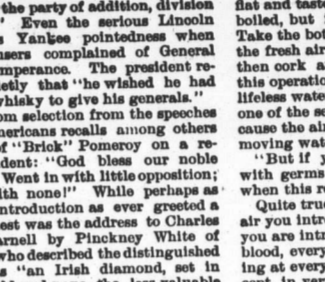 the party of addition, division
" Even the serious Lincoln
Yankee pointedness when
users complained of General
mperance. The president re-
ietly that "he wished he had
whisky to give his generals."
om selection from the speeches
mericans recalls among others
f "Brick" Pomeroy on a re-
dent: "God bless our noble
Went in with little opposition;
ith none!" While perhaps as
introduction as ever greeted a
est was the address to Charles
arnell by Pinckney White of
who described the distinguished
s "an Irish diamond, set in
flat and taste
boiled, but
Take the bot
the fresh air
then cork a
this operatic
lifeless water
one of the se
cause the air
moving wat
"But if y
with germs
when this r
Quite tru
air you intr
you are intr
blood, every
ing at every